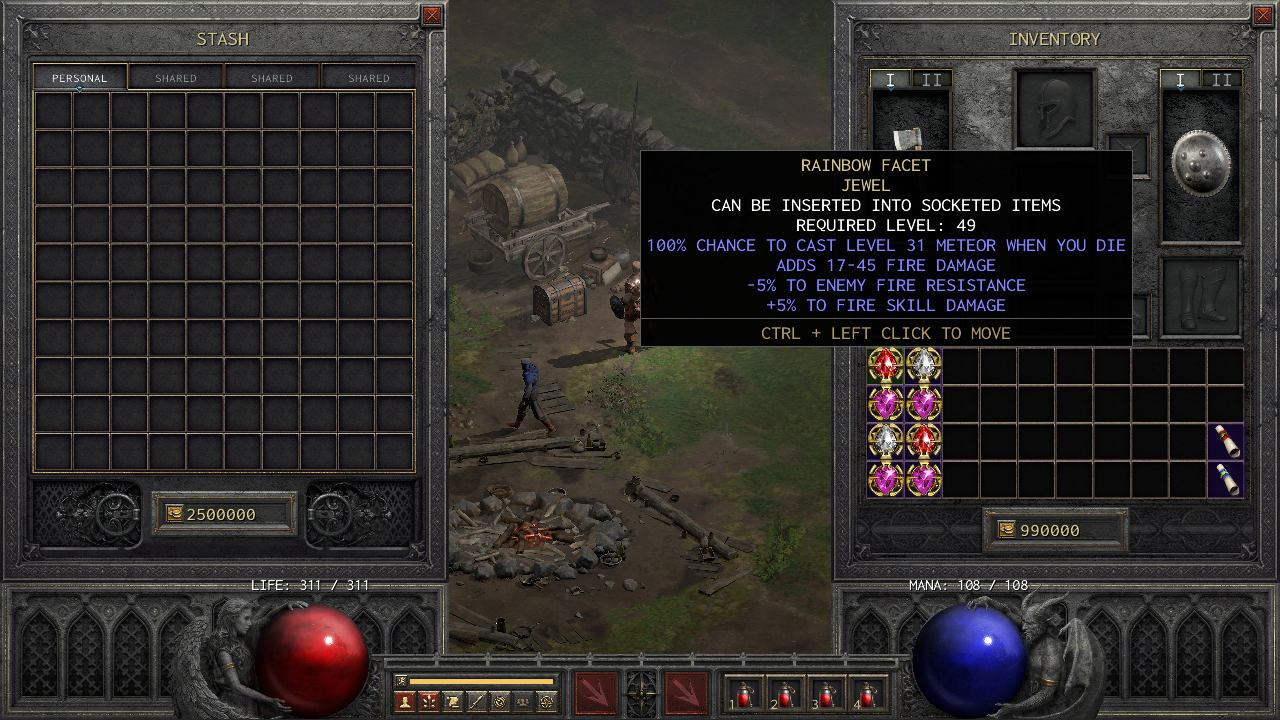 STASH
PERSONAL
SHARED
SHARED
SHARED
2500000
INVENTORY
I
II
I
II
RAINBOW FACET
JEWEL
CAN BE INSERTED INTO SOCKETED ITEMS
REQUIRED LEVEL: 49
100% CHANCE TO CAST LEVEL 31 METEOR WHEN YOU DIE
ADDS 17-45 FIRE DAMAGE
-5% TO ENEMY FIRE RESISTANCE
+5% TO FIRE SKILL DAMAGE
CTRL + LEFT CLICK TO MOVE
990000
LIFE: 311 / 311
MANA: 108 / 108
1
2
3
4